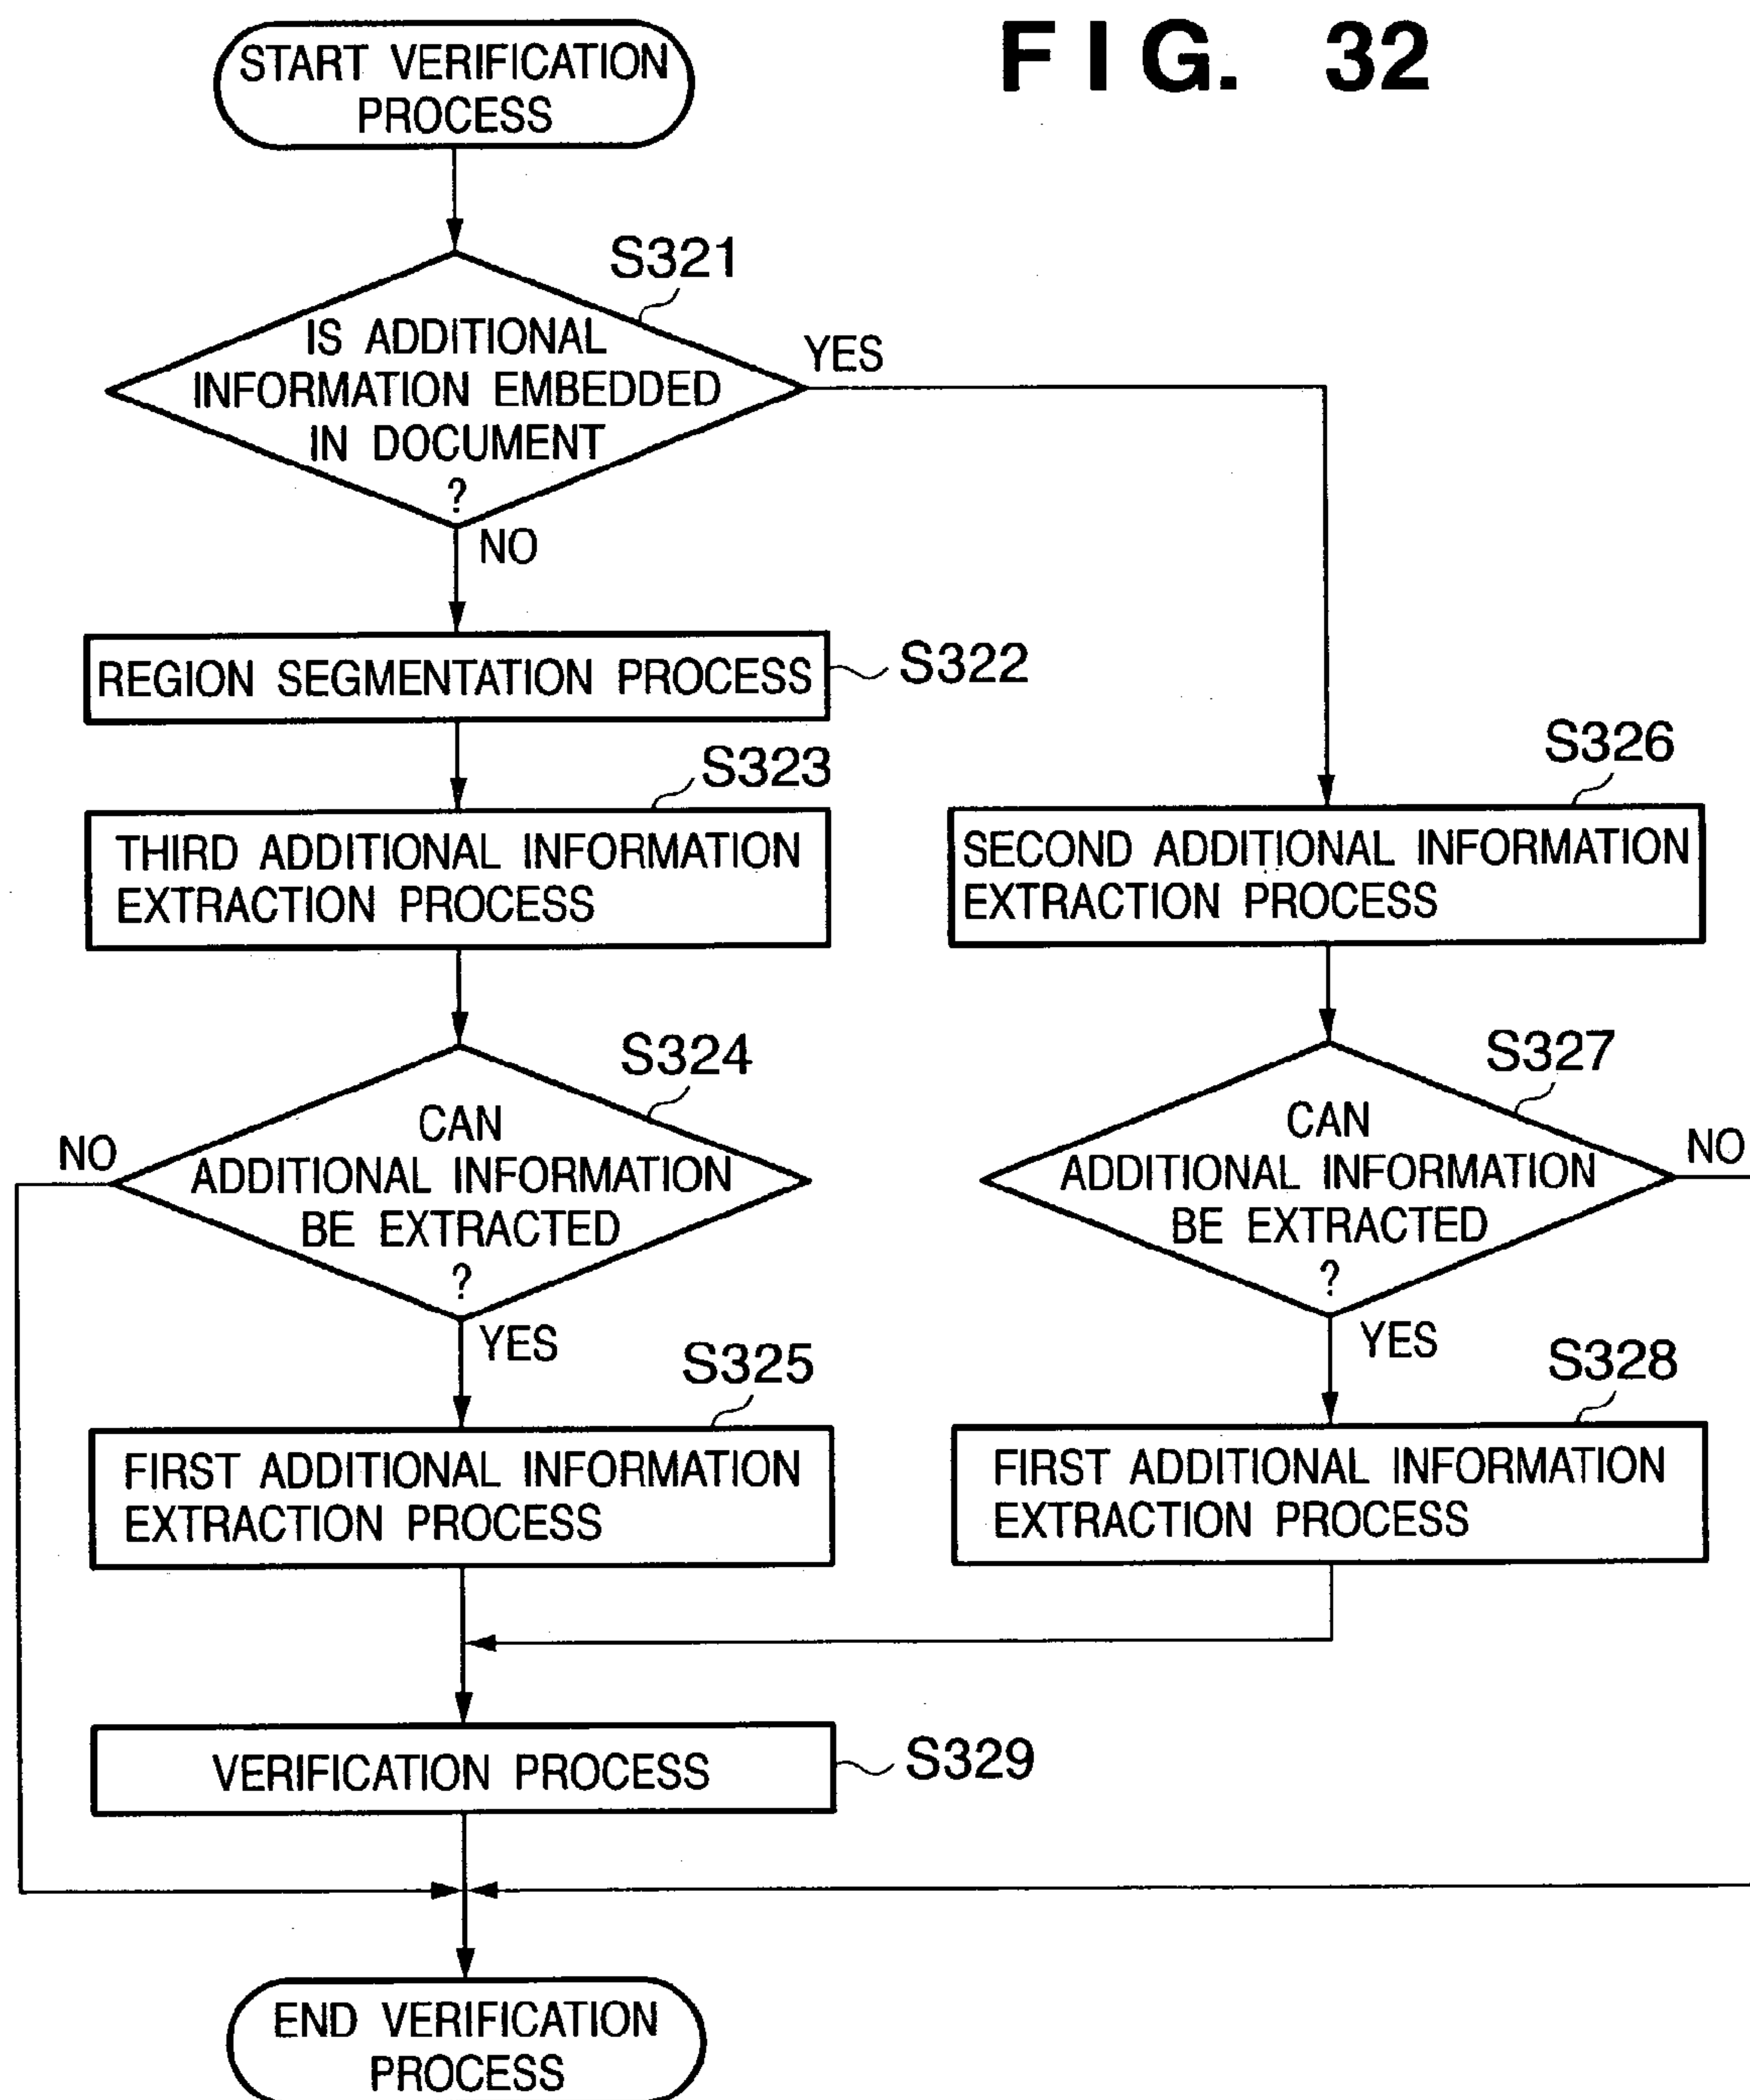 FIG. 32
START VERIFICATION
PROCESS
S321
IS ADDITIONAL
INFORMATION EMBEDDED
IN DOCUMENT
?
YES
NO
REGION SEGMENTATION PROCESS
S322
S323
THIRD ADDITIONAL INFORMATION
EXTRACTION PROCESS
S326
SECOND ADDITIONAL INFORMATION
EXTRACTION PROCESS
S324
CAN
ADDITIONAL INFORMATION
BE EXTRACTED
?
NO
YES
S327
CAN
ADDITIONAL INFORMATION
BE EXTRACTED
?
NO
YES
S325
FIRST ADDITIONAL INFORMATION
EXTRACTION PROCESS
S328
FIRST ADDITIONAL INFORMATION
EXTRACTION PROCESS
VERIFICATION PROCESS
S329
END VERIFICATION
PROCESS